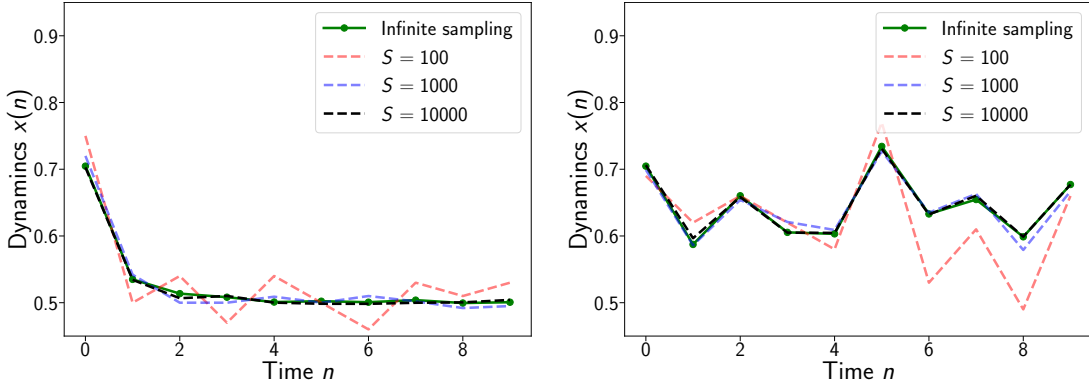 0.9
0.8
0.7
0.6
0.5
Dynamincs x(n)
0 2 4 6 8
Time n
Infinite sampling
S = 100
S = 1000
S = 10000
0.9
0.8
0.7
0.6
0.5
Dynamincs x(n)
0 2 4 6 8
Time n
Infinite sampling
S = 100
S = 1000
S = 10000